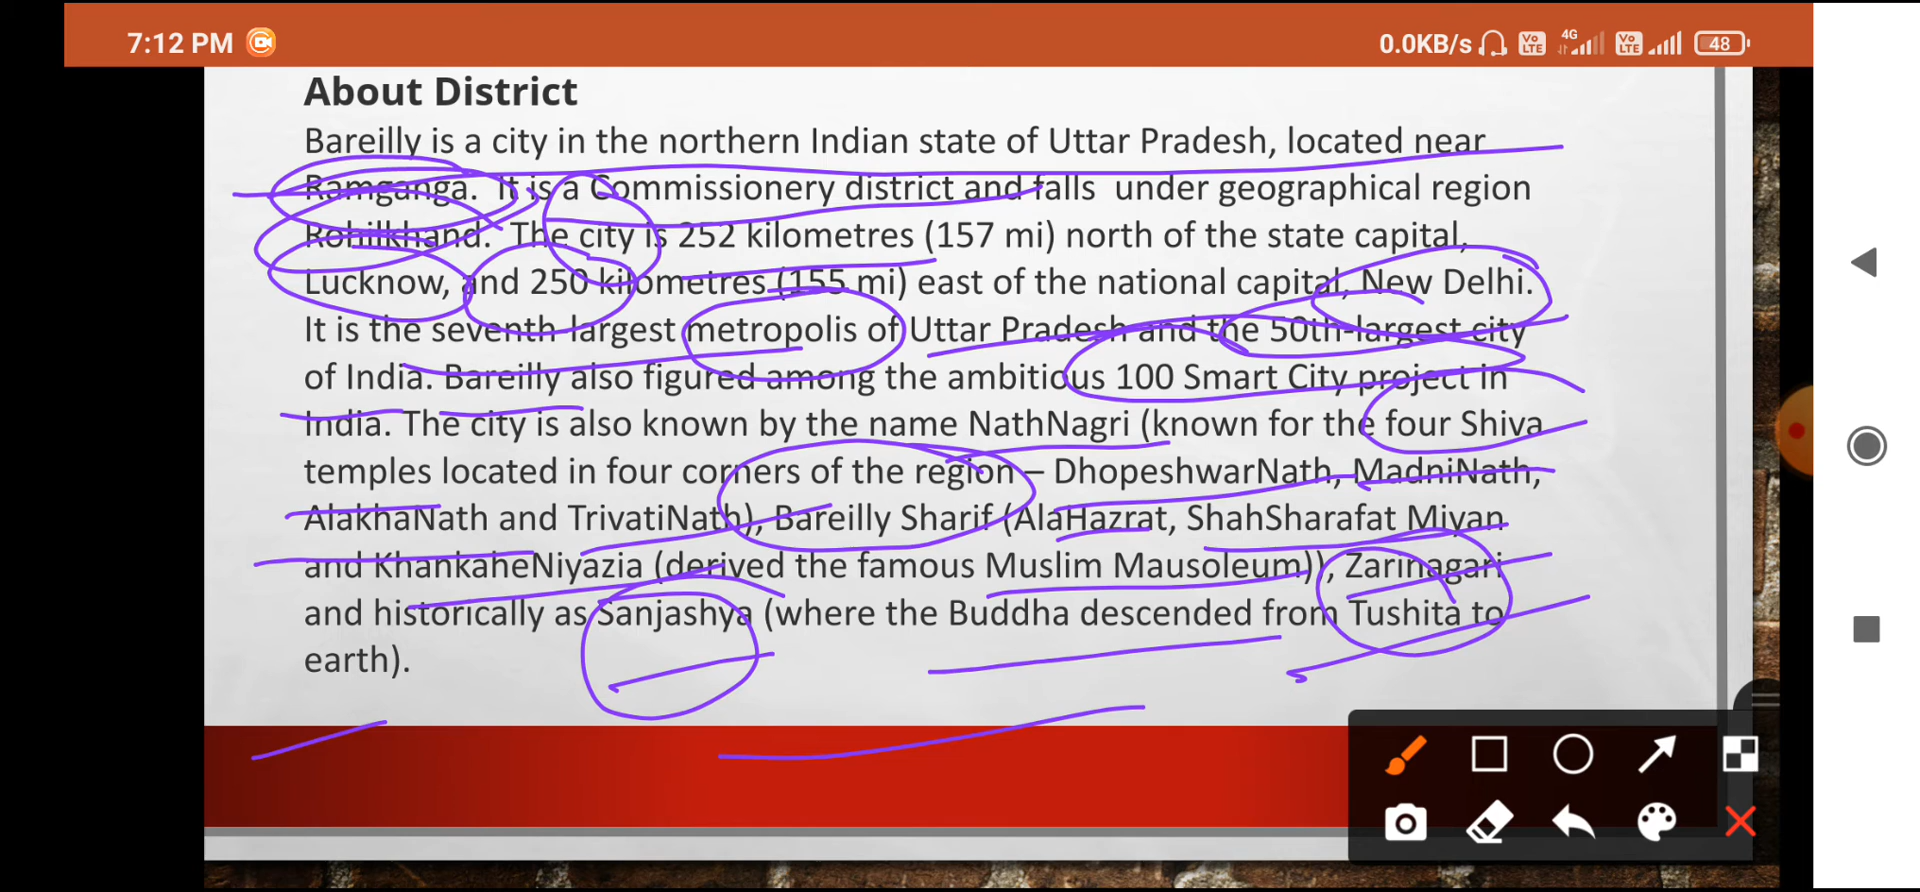 7:12 PM 0.0KB/s Vo LTE 4G Vo LTE 48
About District
Bareilly is a city in the northern Indian state of Uttar Pradesh, located near
Ramganga. It is a Commissionery district and falls under geographical region
Rohilkhand. The city is 252 kilometres (157 mi) north of the state capital,
Lucknow, and 250 kilometres (155 mi) east of the national capital, New Delhi.
It is the seventh-largest metropolis of Uttar Pradesh and the 50th-largest city
of India. Bareilly also figured among the ambitious 100 Smart City project in
India. The city is also known by the name NathNagri (known for the four Shiva
temples located in four corners of the region – DhopeshwarNath, MadniNath,
AlakhaNath and TrivatiNath), Bareilly Sharif (AlaHazrat, ShahSharafat Miyan
and KhankaheNiyazia (derived the famous Muslim Mausoleum)), Zarinagari
and historically as Sanjashya (where the Buddha descended from Tushita to
earth).